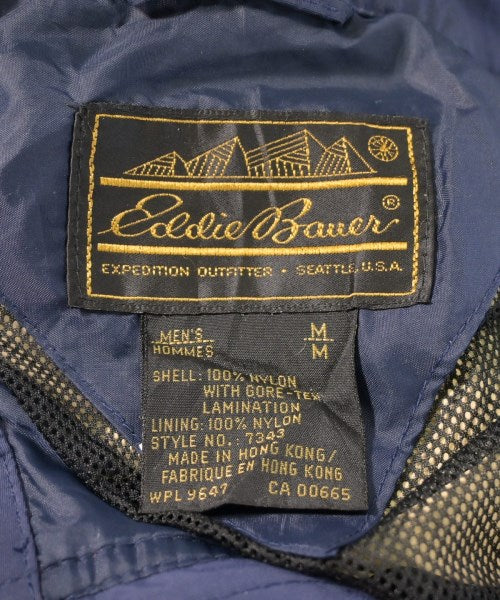 Eddie Bauer®
EXPEDITION OUTFITTER • SEATTLE, U.S.A.
MEN'S M
HOMMES M
SHELL: 100% NYLON
WITH GORE-TEX
LAMINATION
LINING: 100% NYLON
STYLE NO.: 7343
MADE IN HONG KONG/
FABRIQUE EN HONG KONG
WPL 9647 CA 00665